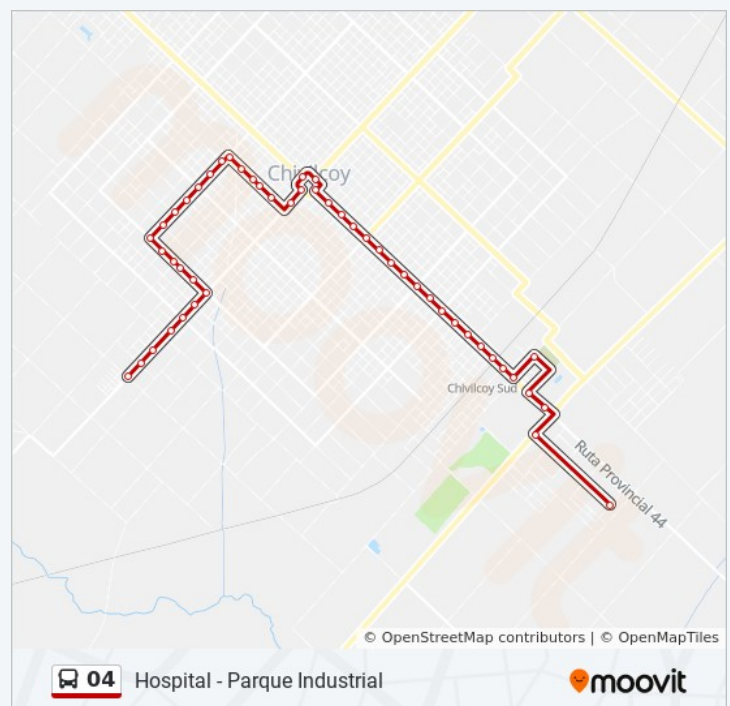 Chivilcoy
Chivilcoy Sud
Ruta Provincial 44
© OpenStreetMap contributors | © OpenMapTiles
04 Hospital - Parque Industrial
moovit